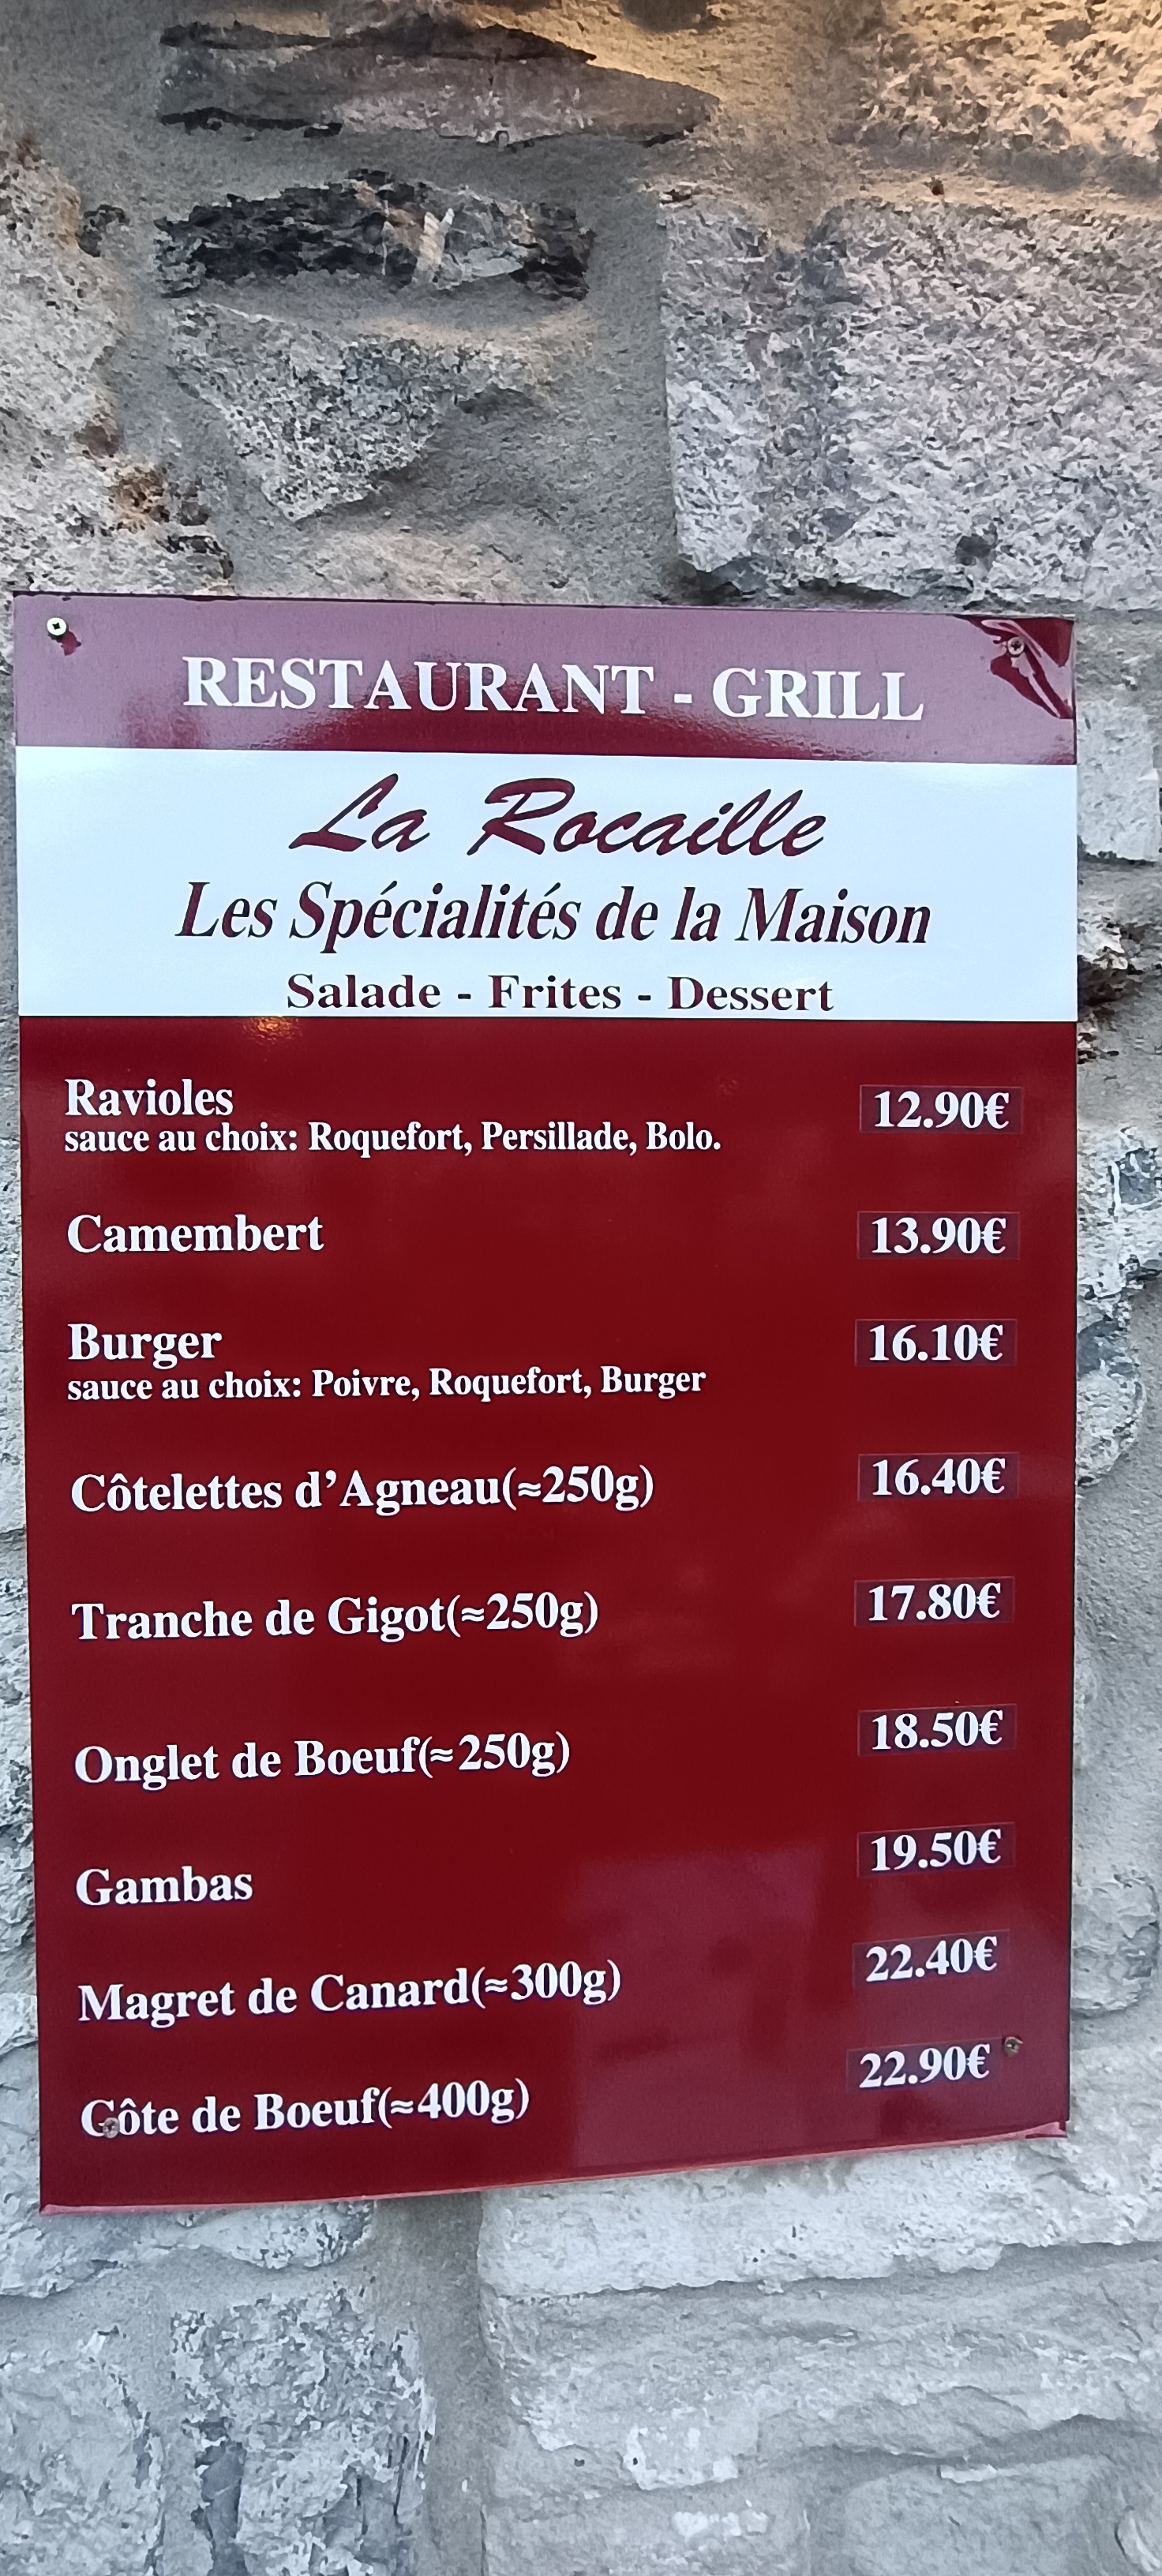 RESTAURANT - GRILL
La Rocaille
Les Spécialités de la Maison
Salade - Frites - Dessert
Ravioles 12.90€
sauce au choix: Roquefort, Persillade, Bolo.
Camembert 13.90€
Burger 16.10€
sauce au choix: Poivre, Roquefort, Burger
Côtelettes d'Agneau(≈250g) 16.40€
Tranche de Gigot(≈250g) 17.80€
Onglet de Boeuf(≈250g) 18.50€
Gambas 19.50€
Magret de Canard(≈300g) 22.40€
Côte de Boeuf(≈400g) 22.90€